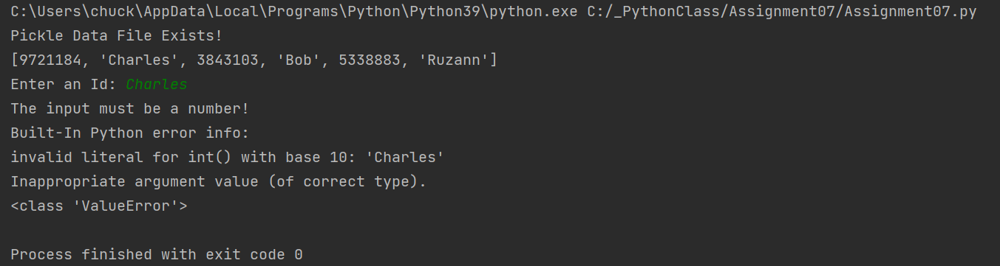 C:\Users\chuck\AppData\Local\Programs\Python\Python39\python.exe C:/_PythonClass/Assignment07/Assignment07.py
Pickle Data File Exists!
[9721184, 'Charles', 3843103, 'Bob', 5338883, 'Ruzann']
Enter an Id: Charles
The input must be a number!
Built-In Python error info:
invalid literal for int() with base 10: 'Charles'
Inappropriate argument value (of correct type).
<class 'ValueError'>
Process finished with exit code 0